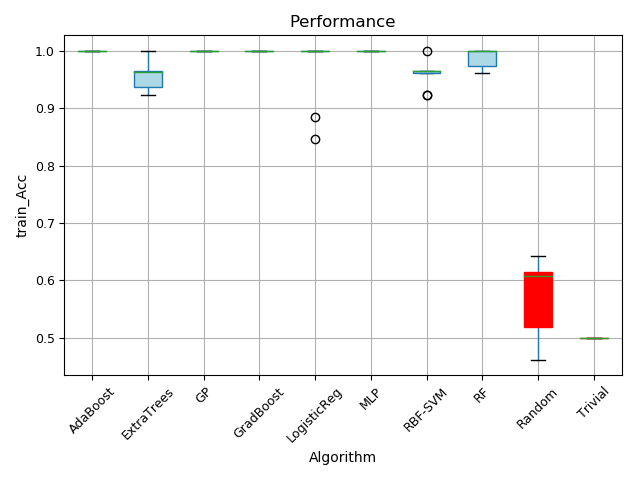 Performance
train_Acc
1.0
0.9
0.8
0.7
0.6
0.5
AdaBoost
ExtraTrees
GP
GradBoost
LogisticReg
MLP
RBF-SVM
RF
Random
Trivial
Algorithm